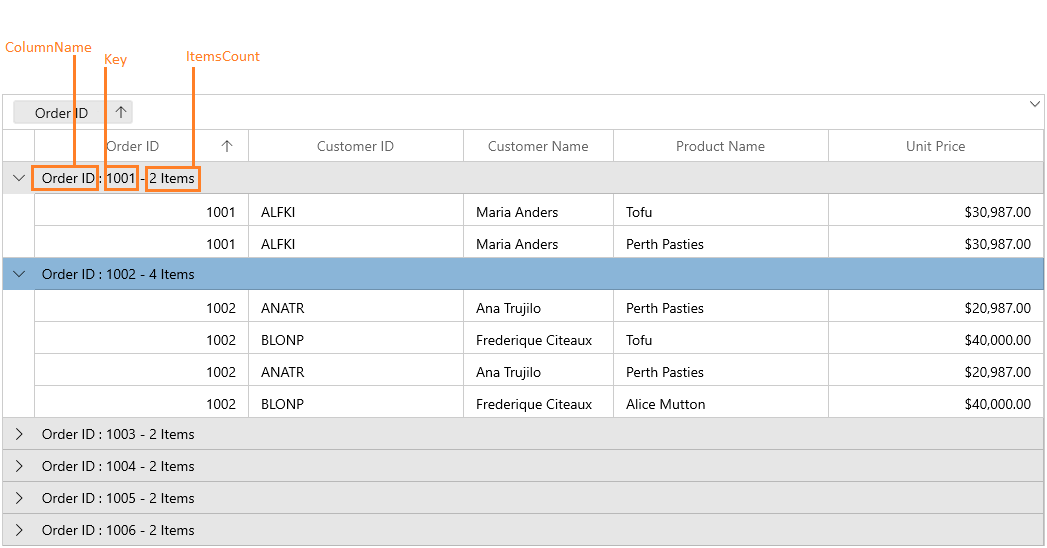 ColumnName
Key
ItemsCount
Order ID
Order ID Customer ID Customer Name Product Name Unit Price
Order ID : 1001 - 2 Items
1001 ALFKI Maria Anders Tofu $30,987.00
1001 ALFKI Maria Anders Perth Pasties $30,987.00
Order ID : 1002 - 4 Items
1002 ANATR Ana Trujilo Perth Pasties $20,987.00
1002 BLONP Frederique Citeaux Tofu $40,000.00
1002 ANATR Ana Trujilo Perth Pasties $20,987.00
1002 BLONP Frederique Citeaux Alice Mutton $40,000.00
Order ID : 1003 - 2 Items
Order ID : 1004 - 2 Items
Order ID : 1005 - 2 Items
Order ID : 1006 - 2 Items